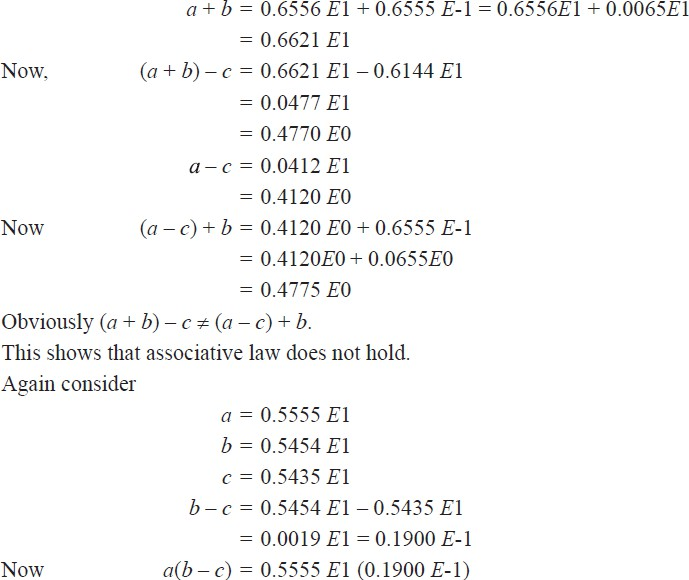 a + b = 0.6556 E1 + 0.6555 E-1 = 0.6556E1 + 0.0065E1
= 0.6621 E1
Now, (a + b) – c = 0.6621 E1 – 0.6144 E1
= 0.0477 E1
= 0.4770 E0
a – c = 0.0412 E1
= 0.4120 E0
Now (a – c) + b = 0.4120 E0 + 0.6555 E-1
= 0.4120E0 + 0.0655E0
= 0.4775 E0
Obviously (a + b) – c ≠ (a – c) + b.
This shows that associative law does not hold.
Again consider
a = 0.5555 E1
b = 0.5454 E1
c = 0.5435 E1
b – c = 0.5454 E1 – 0.5435 E1
= 0.0019 E1 = 0.1900 E-1
Now a(b – c) = 0.5555 E1 (0.1900 E-1)